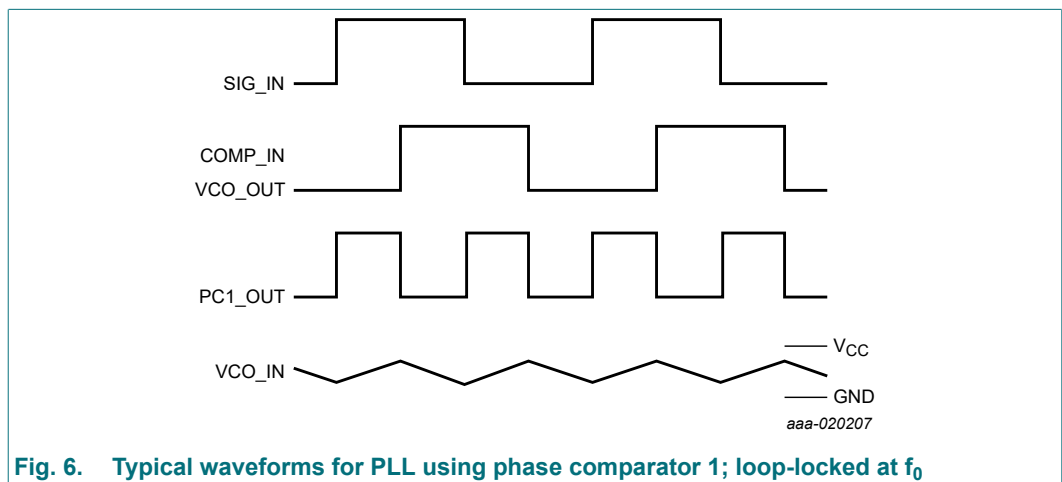 SIG_IN
COMP_IN
VCO_OUT
PC1_OUT
VCO_IN
VCC
GND
aaa-020207
Fig. 6. Typical waveforms for PLL using phase comparator 1; loop-locked at f0